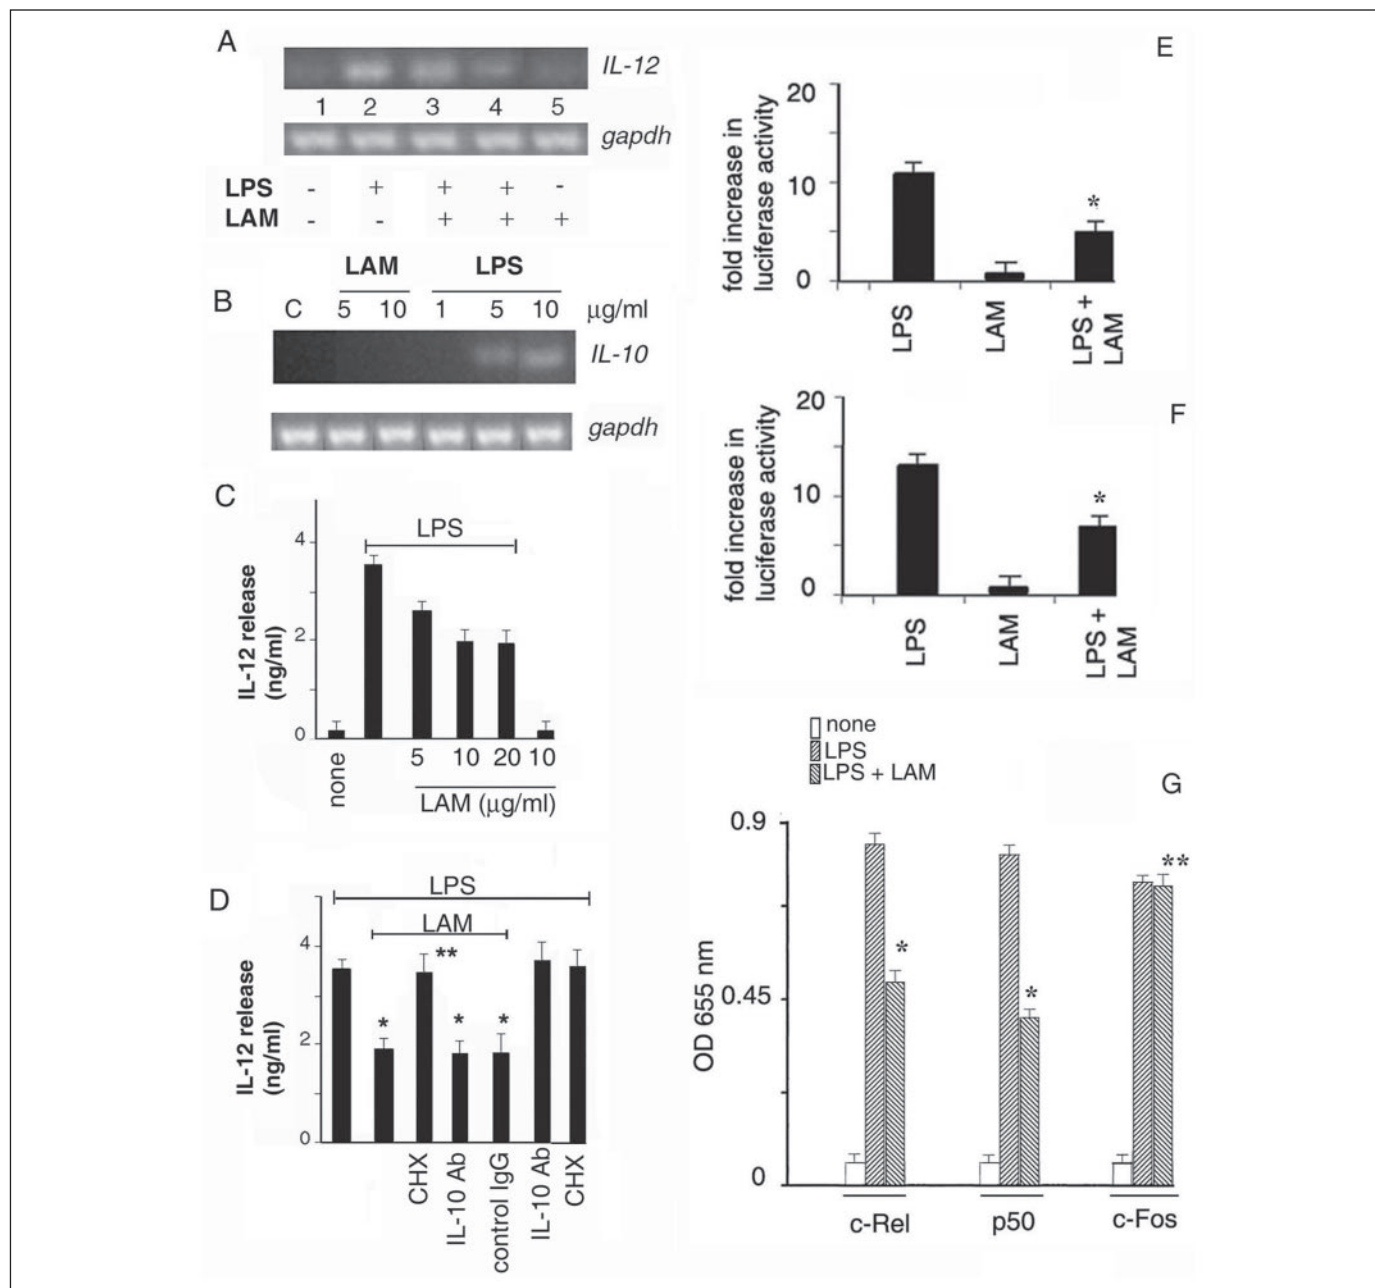 A
IL-12
1 2 3 4 5
gapdh
LPS - + + + -
LAM - - + + +
LAM LPS
B
C 5 10 1 5 10 μg/ml
IL-10
gapdh
C
LPS
4
2
0
IL-12 release
(ng/ml)
none 5 10 20 10
LAM (μg/ml)
D
LPS
LAM
4
2
0
IL-12 release
(ng/ml)
* ** * *
CHX
IL-10 Ab
control IgG
IL-10 Ab
CHX
E
20
10
0
fold increase in
luciferase activity
*
LPS
LAM
LPS +
LAM
F
20
10
0
fold increase in
luciferase activity
*
LPS
LAM
LPS +
LAM
none
LPS
LPS + LAM
G
0.9
0.45
0
OD 655 nm
* * **
c-Rel p50 c-Fos